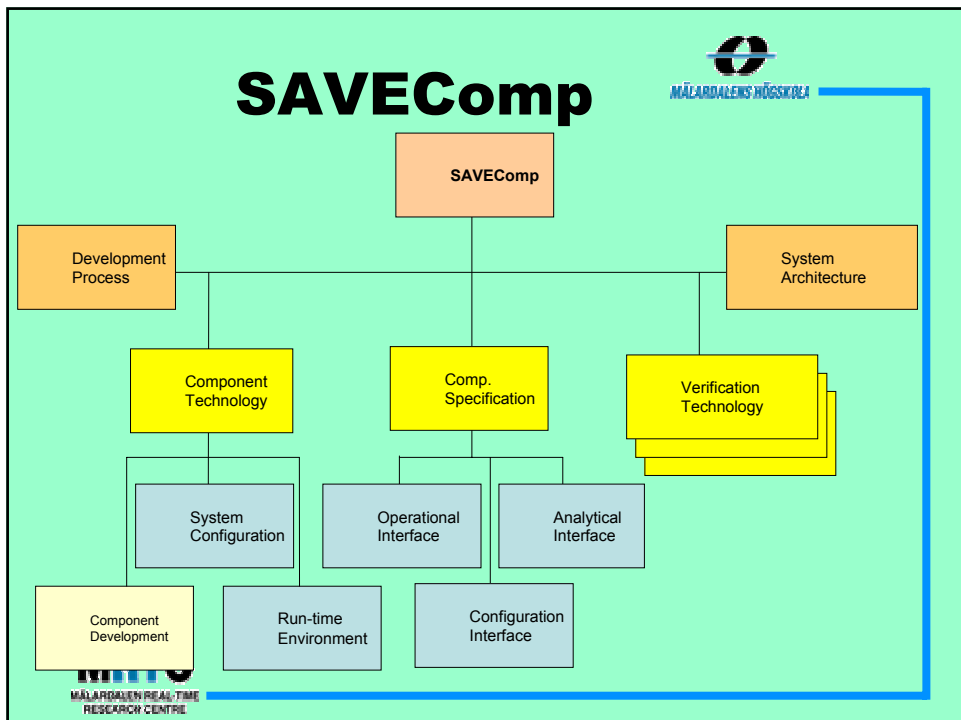 SAVEComp
MÄLARDALENS HÖGSKOLA
SAVEComp
Development
Process
System
Architecture
Component
Technology
Comp.
Specification
Verification
Technology
System
Configuration
Operational
Interface
Analytical
Interface
Component
Development
Run-time
Environment
Configuration
Interface
MÄLARDALEN REAL-TIME
RESEARCH CENTRE